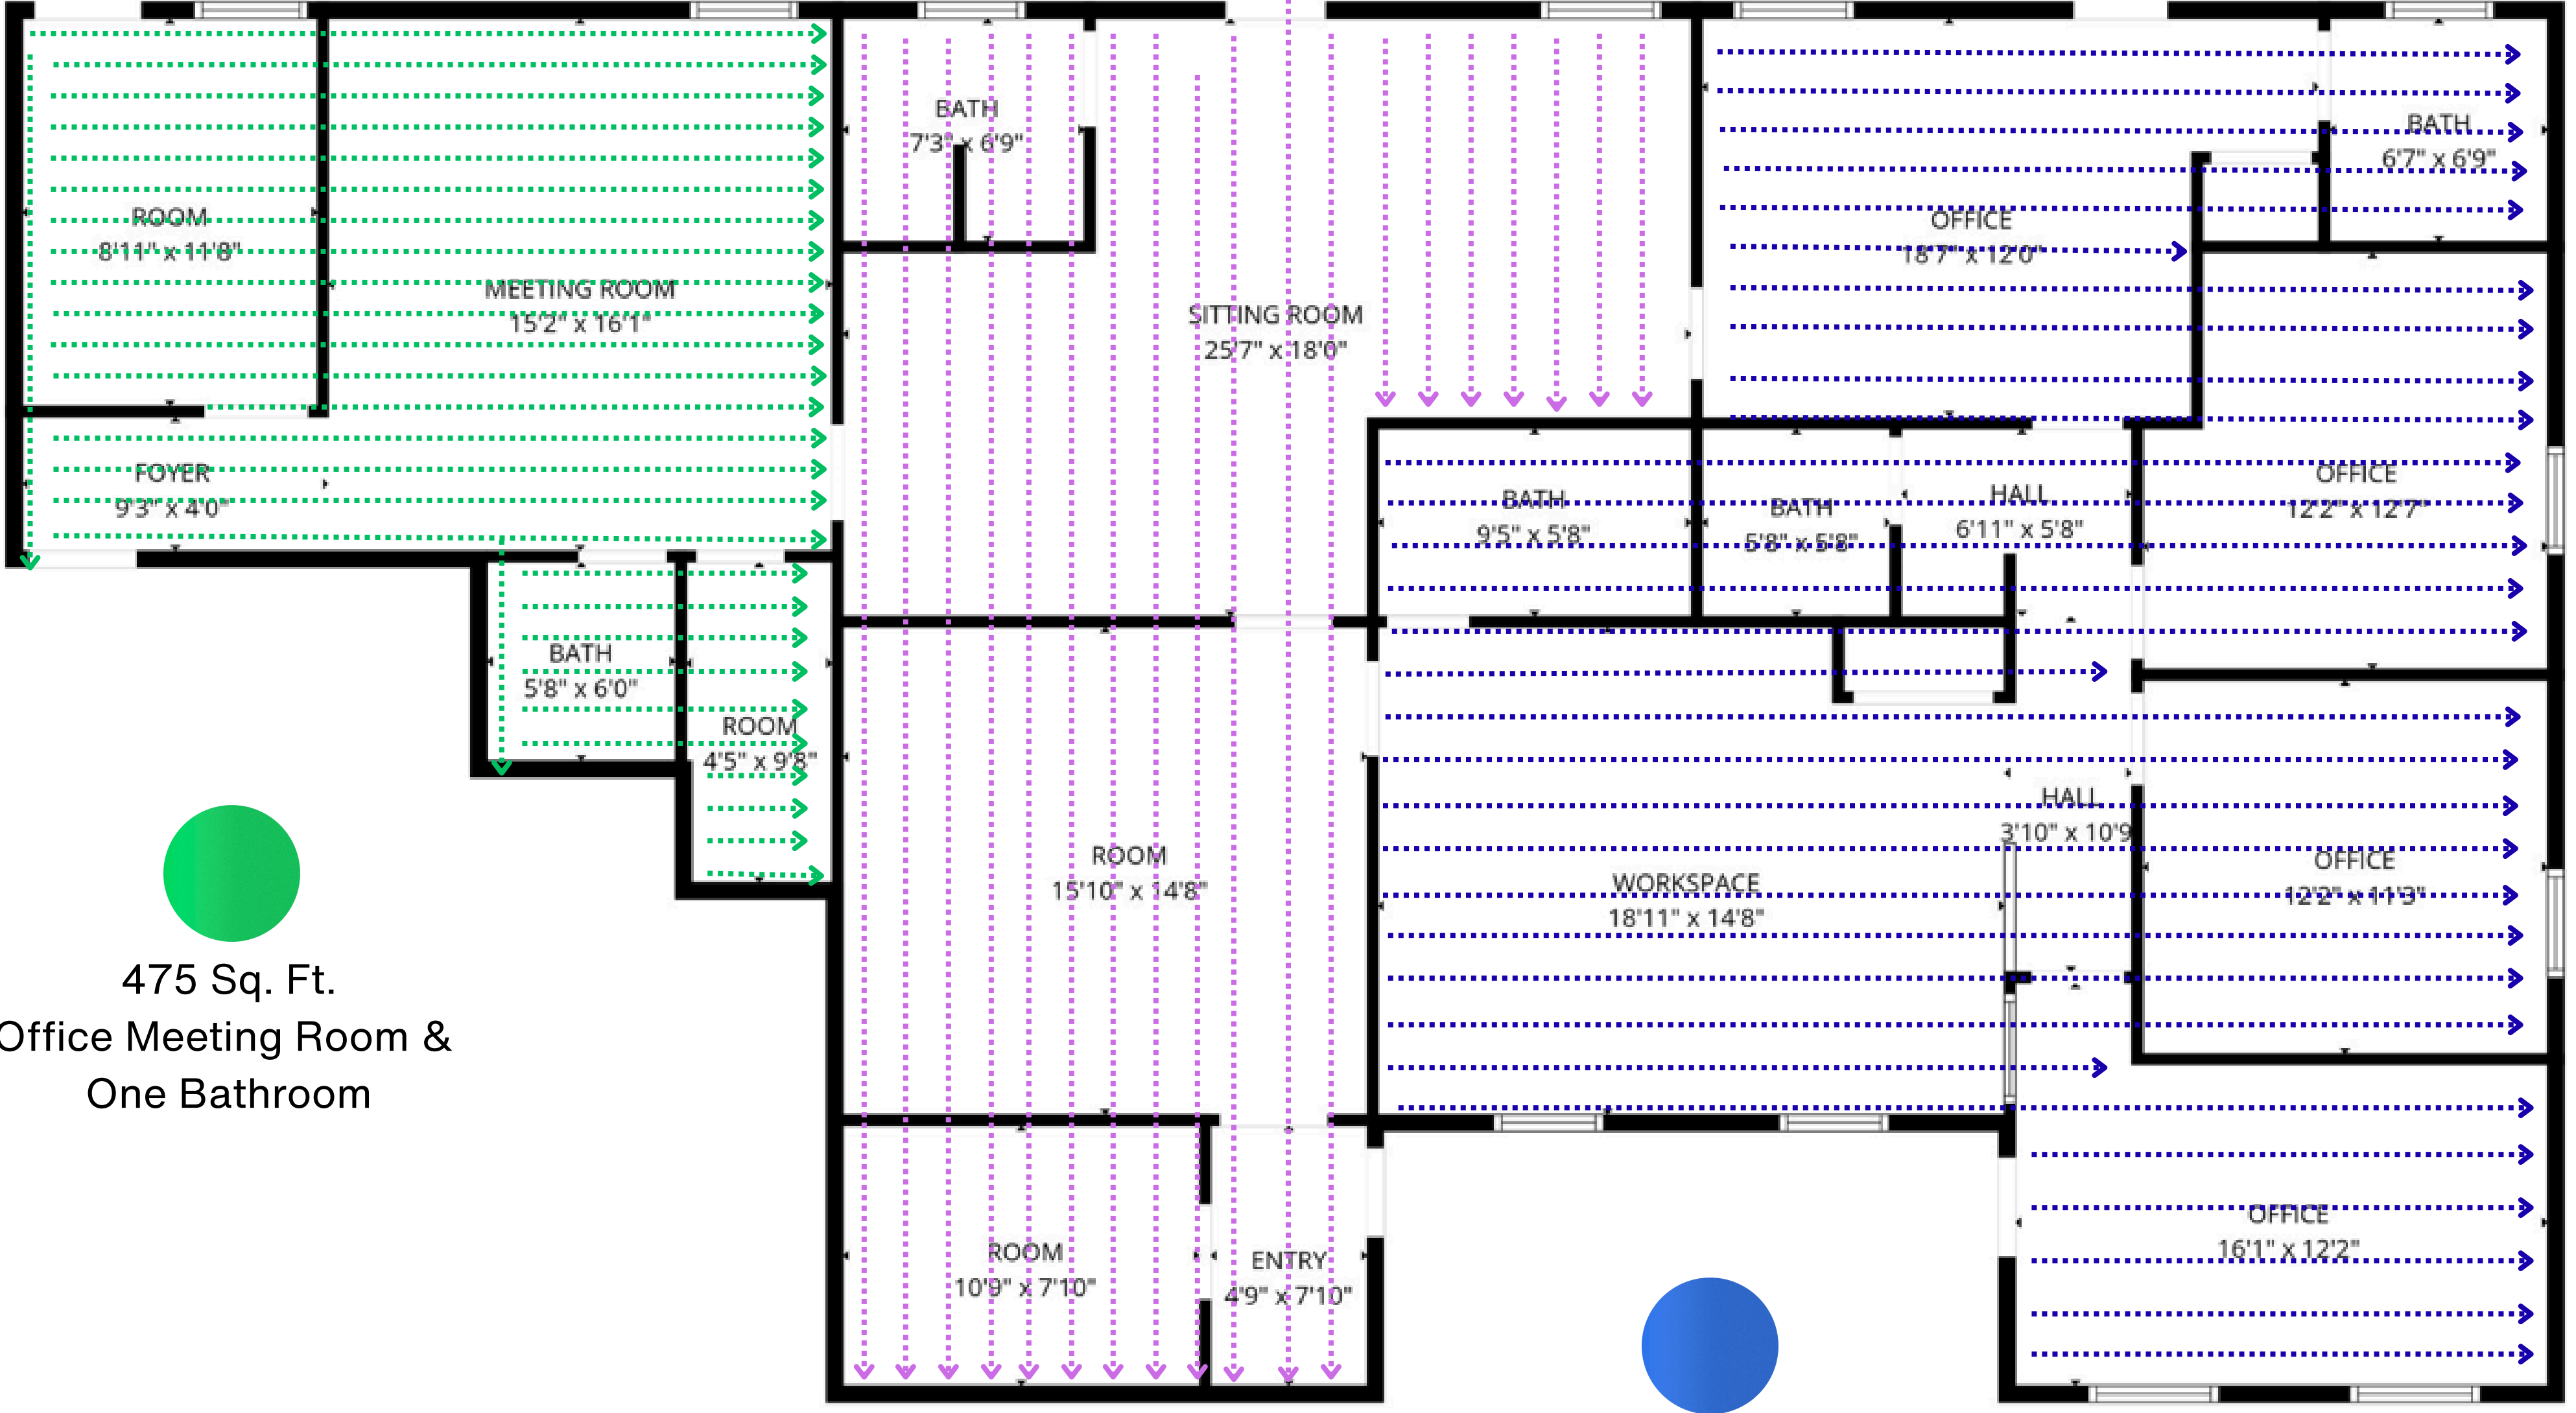 BATH
7'3" x 6'9"
BATH
6'7" x 6'9"
ROOM
8'11" x 11'8"
OFFICE
18'7" x 12'0"
MEETING ROOM
15'2" x 16'1"
SITTING ROOM
25'7" x 18'0"
FOYER
9'3" x 4'0"
BATH
9'5" x 5'8"
BATH
5'8" x 5'8"
HALL
6'11" x 5'8"
OFFICE
12'2" x 12'7"
BATH
5'8" x 6'0"
ROOM
4'5" x 9'8"
HALL
3'10" x 10'9
ROOM
15'10" x 14'8"
WORKSPACE
18'11" x 14'8"
OFFICE
12'2" x 11'3"
475 Sq. Ft.
Office Meeting Room &
One Bathroom
ROOM
10'9" x 7'10"
ENTRY
4'9" x 7'10"
OFFICE
16'1" x 12'2"